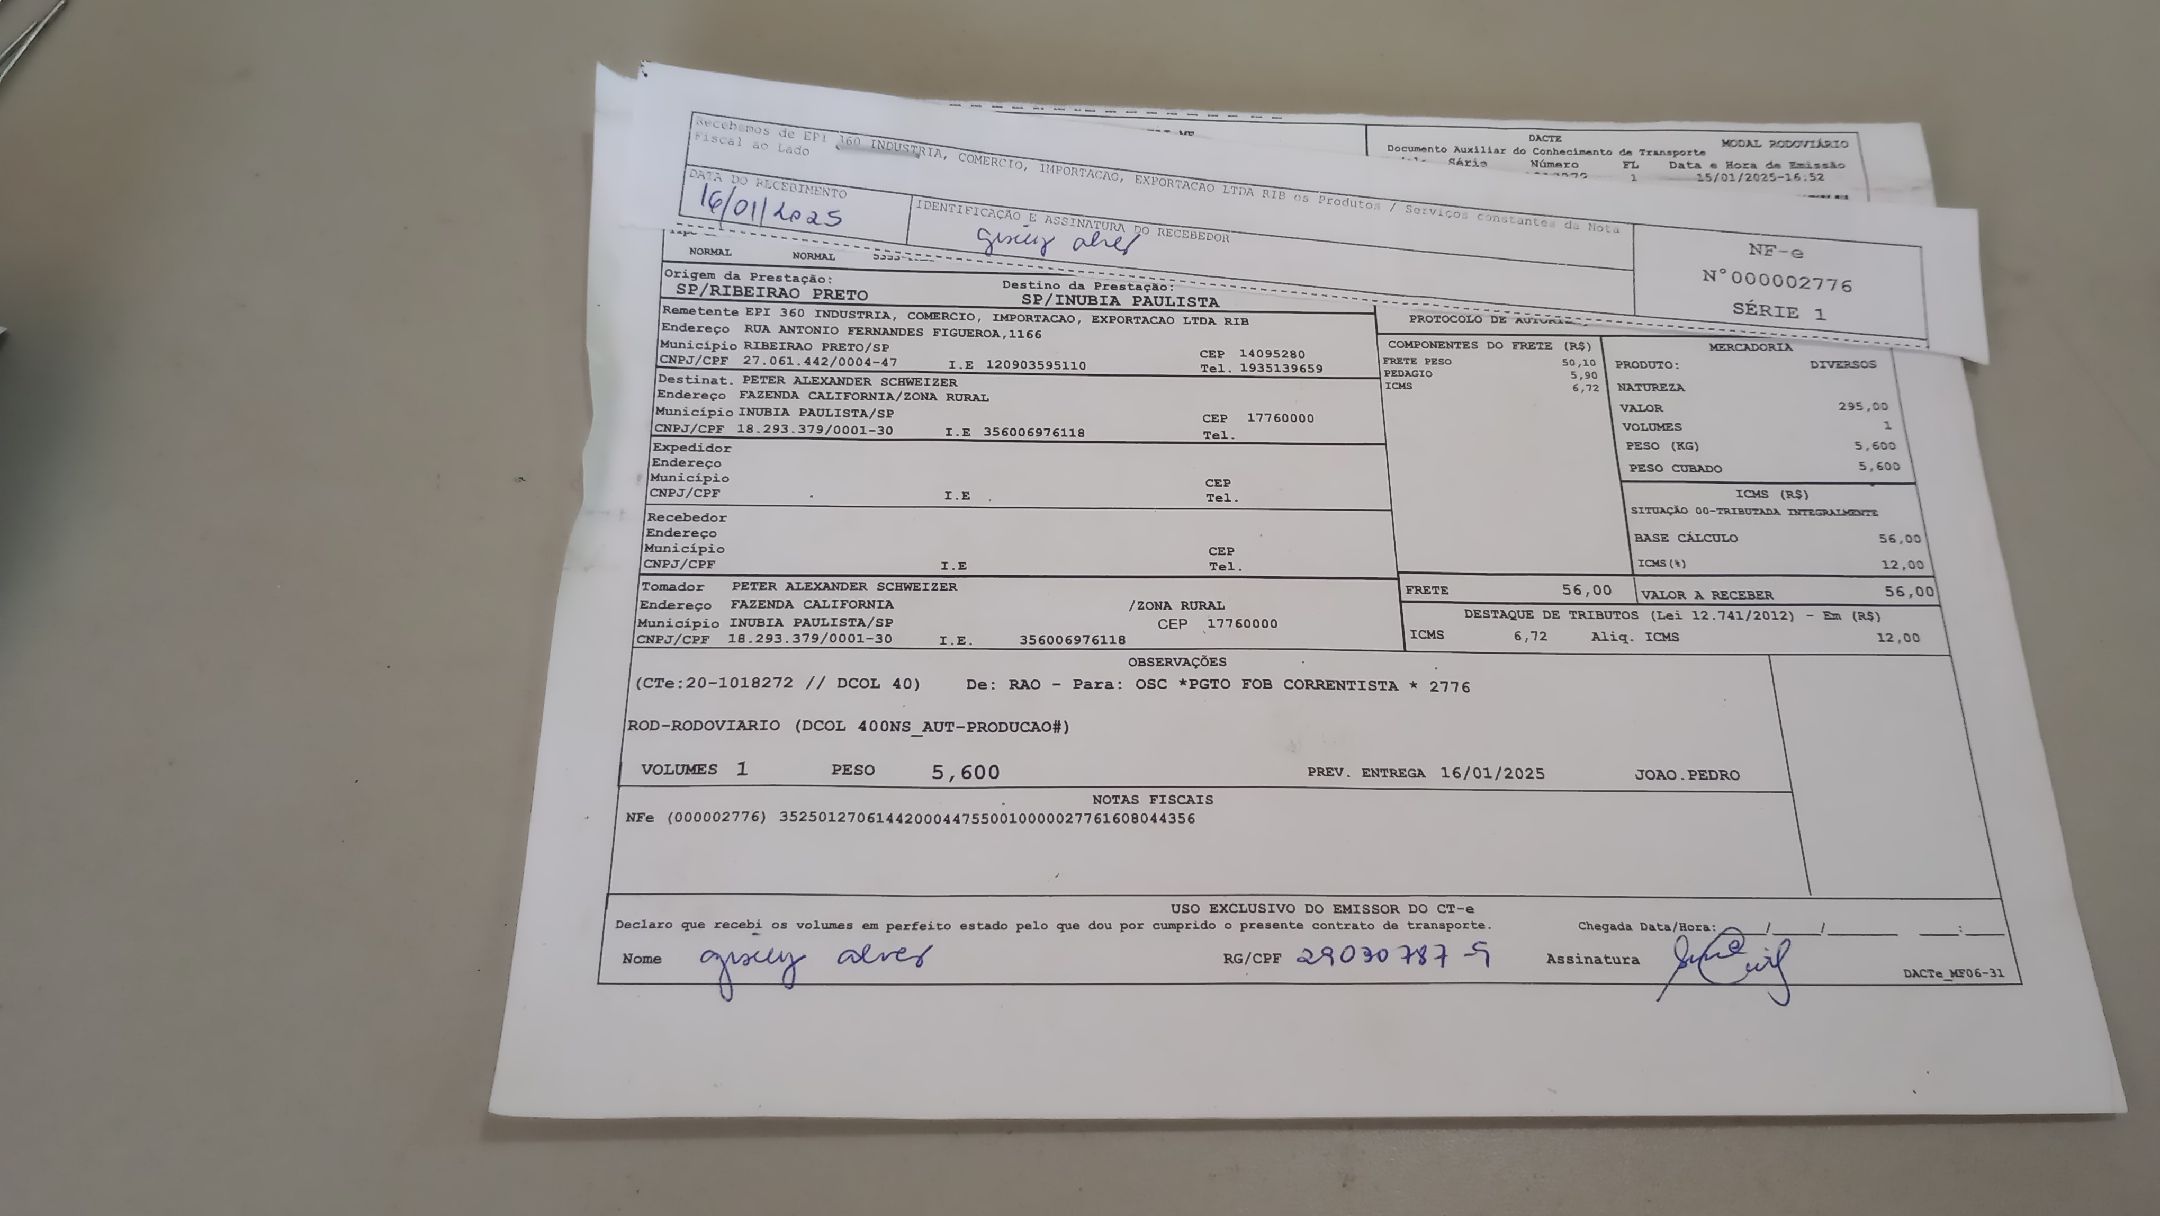 Recebemos de EPI 360 INDUSTRIA, COMERCIO, IMPORTACAO, EXPORTACAO LTDA RIB os Produtos / Serviços constantes da Nota
Fiscal ao Lado
DATA DO RECEBIMENTO
16/01/2025
IDENTIFICAÇÃO E ASSINATURA DO RECEBEDOR
alves
NF-e
N°000002776
SÉRIE 1
DACTE
MODAL RODOVIÁRIO
Documento Auxiliar do Conhecimento de Transporte
Série Número FL Data e Hora de Emissão
1 15/01/2025-16:52
NORMAL NORMAL
Origem da Prestação:
SP/RIBEIRAO PRETO
Destino da Prestação:
SP/INUBIA PAULISTA
Remetente EPI 360 INDUSTRIA, COMERCIO, IMPORTACAO, EXPORTACAO LTDA RIB
Endereço RUA ANTONIO FERNANDES FIGUEROA,1166
Município RIBEIRAO PRETO/SP CEP 14095280
CNPJ/CPF 27.061.442/0004-47 I.E 120903595110 Tel. 1935139659
Destinat. PETER ALEXANDER SCHWEIZER
Endereço FAZENDA CALIFORNIA/ZONA RURAL
Município INUBIA PAULISTA/SP CEP 17760000
CNPJ/CPF 18.293.379/0001-30 I.E 356006976118 Tel.
Expedidor
Endereço
Município CEP
CNPJ/CPF I.E Tel.
Recebedor
Endereço
Município CEP
CNPJ/CPF I.E Tel.
Tomador PETER ALEXANDER SCHWEIZER
Endereço FAZENDA CALIFORNIA /ZONA RURAL
Município INUBIA PAULISTA/SP CEP 17760000
CNPJ/CPF 18.293.379/0001-30 I.E. 356006976118
PROTOCOLO DE
COMPONENTES DO FRETE (R$)
FRETE PESO 50,10
PEDAGIO 5,90
ICMS 6,72
MERCADORIA
PRODUTO: DIVERSOS
NATUREZA
VALOR 295,00
VOLUMES 1
PESO (KG) 5,600
PESO CUBADO 5,600
ICMS (R$)
SITUAÇÃO 00-TRIBUTADA INTEGRALMENTE
BASE CÁLCULO 56,00
ICMS(%) 12,00
FRETE 56,00 VALOR A RECEBER 56,00
DESTAQUE DE TRIBUTOS (Lei 12.741/2012) - Em (R$)
ICMS 6,72 Aliq. ICMS 12,00
OBSERVAÇÕES
(CTe:20-1018272 // DCOL 40) De: RAO - Para: OSC *PGTO FOB CORRENTISTA * 2776
ROD-RODOVIARIO (DCOL 400NS_AUT-PRODUCAO#)
VOLUMES 1 PESO 5,600 PREV. ENTREGA 16/01/2025 JOAO.PEDRO
NOTAS FISCAIS
NFe (000002776) 35250127061442000447550010000027761608044356
USO EXCLUSIVO DO EMISSOR DO CT-e
Declaro que recebi os volumes em perfeito estado pelo que dou por cumprido o presente contrato de transporte. Chegada Data/Hora: __/__/____ __:__
Nome alves RG/CPF 29030787-5 Assinatura
DACTe_MF06-31